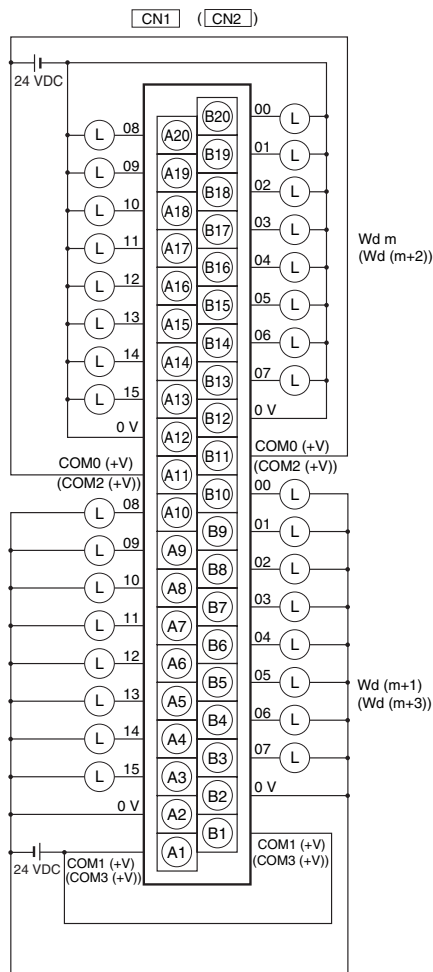 CN1 (CN2)
24 VDC
B20 00 L
L 08 A20
B19 01 L
L 09 A19
B18 02 L
L 10 A18
B17 03 L
L 11 A17
Wd m
(Wd (m+2))
B16 04 L
L 12 A16
B15 05 L
L 13 A15
B14 06 L
L 14 A14
B13 07 L
L 15 A13
B12 0 V
0 V A12
B11 COM0 (+V)
(COM2 (+V))
COM0 (+V) A11
(COM2 (+V))
B10 00 L
L 08 A10
B9 01 L
L 09 A9
B8 02 L
L 10 A8
B7 03 L
L 11 A7
B6 04 L
L 12 A6
B5 05 L
Wd (m+1)
(Wd (m+3))
L 13 A5
B4 06 L
L 14 A4
B3 07 L
L 15 A3
B2 0 V
0 V A2
B1 COM1 (+V)
(COM3 (+V))
A1
24 VDC
COM1 (+V)
(COM3 (+V))